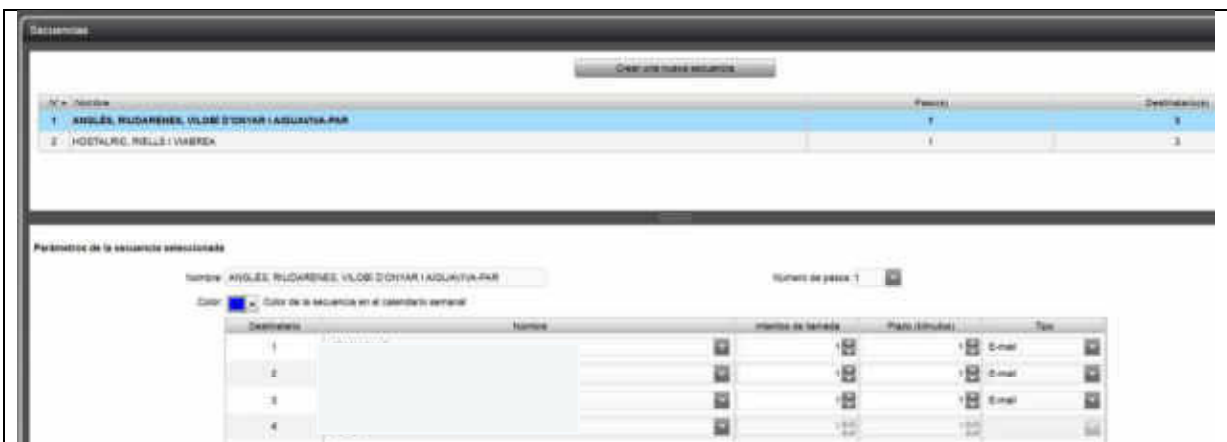 Secuencias
Crear una nueva secuencia
Nº Nombre Paso(s) Destinatario(s)
1 ANGLÈS, RIUDARENES, VILOBÍ D'ONYAR I AIGUAVIVA-PAR 1 3
2 HOSTALRIC, RIELLS I VIABREA 1 3
Parámetros de la secuencia seleccionada
Nombre ANGLÈS, RIUDARENES, VILOBÍ D'ONYAR I AIGUAVIVA-PAR Número de pasos 1
Color Color de la secuencia en el calendario semanal
Destinatario Nombre Intentos de llamada Plazo (Minutos) Tipo
1 1 1 E-mail
2 1 1 E-mail
3 1 1 E-mail
4